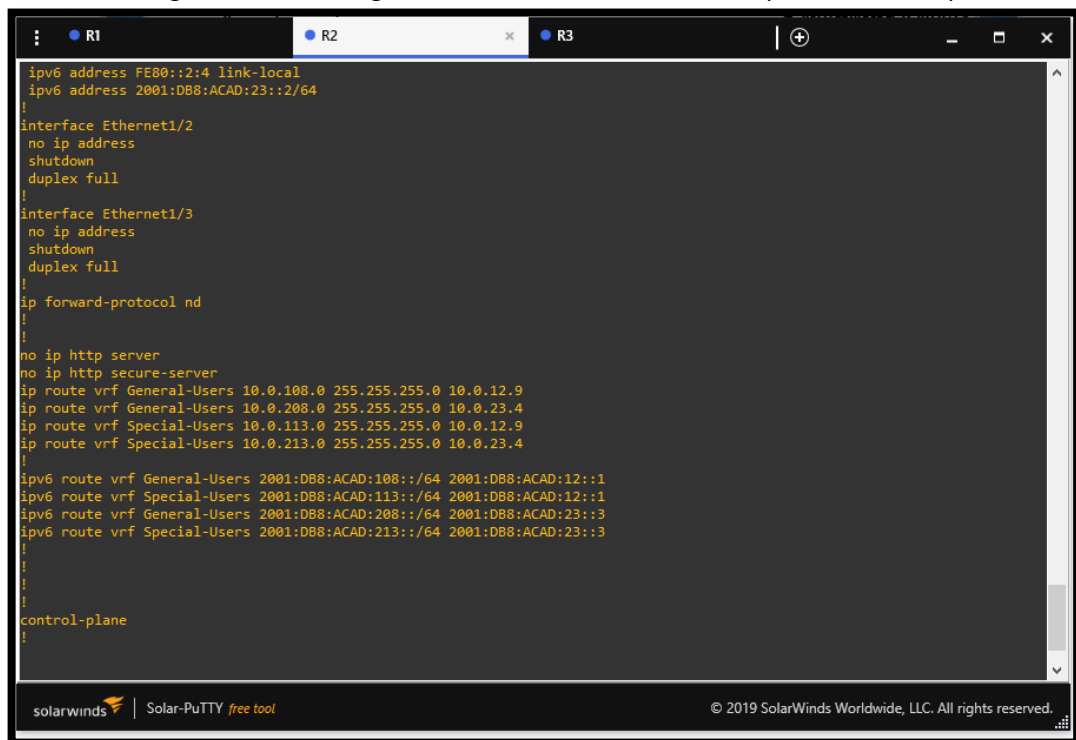 R1 R2 × R3
ipv6 address FE80::2:4 link-local
ipv6 address 2001:DB8:ACAD:23::2/64
!
interface Ethernet1/2
no ip address
shutdown
duplex full
!
interface Ethernet1/3
no ip address
shutdown
duplex full
!
ip forward-protocol nd
!
!
no ip http server
no ip http secure-server
ip route vrf General-Users 10.0.108.0 255.255.255.0 10.0.12.9
ip route vrf General-Users 10.0.208.0 255.255.255.0 10.0.23.4
ip route vrf Special-Users 10.0.113.0 255.255.255.0 10.0.12.9
ip route vrf Special-Users 10.0.213.0 255.255.255.0 10.0.23.4
!
ipv6 route vrf General-Users 2001:DB8:ACAD:108::/64 2001:DB8:ACAD:12::1
ipv6 route vrf Special-Users 2001:DB8:ACAD:113::/64 2001:DB8:ACAD:12::1
ipv6 route vrf General-Users 2001:DB8:ACAD:208::/64 2001:DB8:ACAD:23::3
ipv6 route vrf Special-Users 2001:DB8:ACAD:213::/64 2001:DB8:ACAD:23::3
!
!
!
!
control-plane
!
solarwinds | Solar-PuTTY free tool © 2019 SolarWinds Worldwide, LLC. All rights reserved.